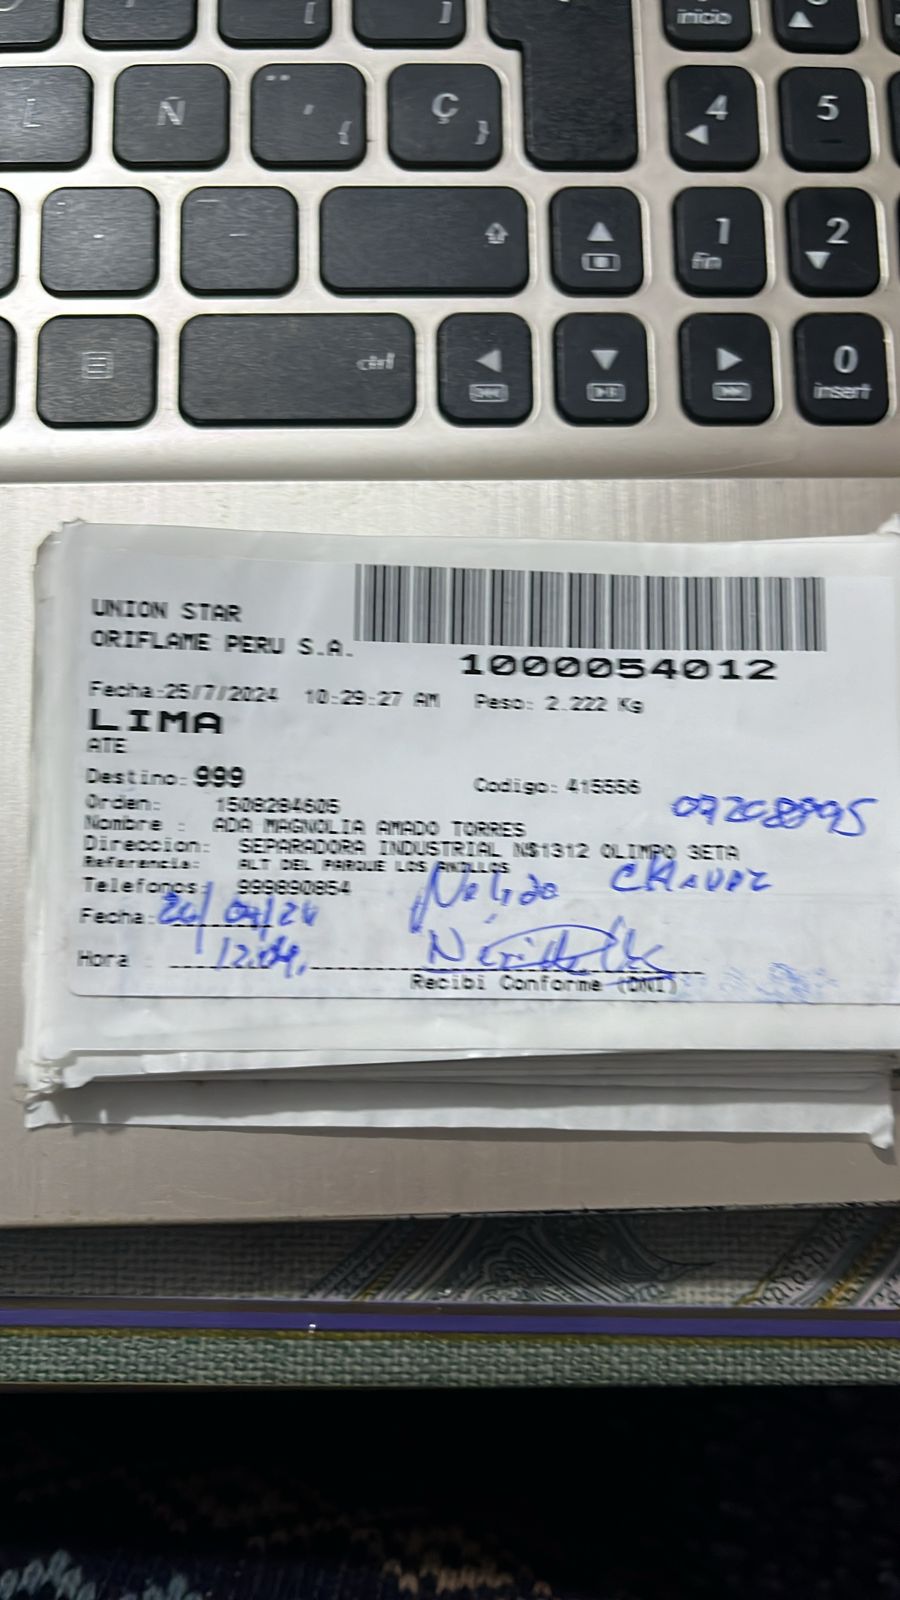 [ ]
inicio
L Ñ ¨ ´ { Ç } 4 5
. : - _ 1 fin 2
ctrl 0 insert
UNION STAR
ORIFLAME PERU S.A.
1000054012
Fecha:25/7/2024 10:29:27 AM Peso: 2.222 Kg
LIMA
ATE
Destino: 999 Codigo: 415556
Orden: 1508284605
Nombre : ADA MAGNOLIA AMADO TORRES
Direccion: SEPARADORA INDUSTRIAL N$1312 OLIMPO 3ETA
Referencia: ALT DEL PARQUE LOS ANILLOS
Telefonos: 999890854
Chavez
Fecha:
Hora : 12:04
Recibi Conforme (DNI)